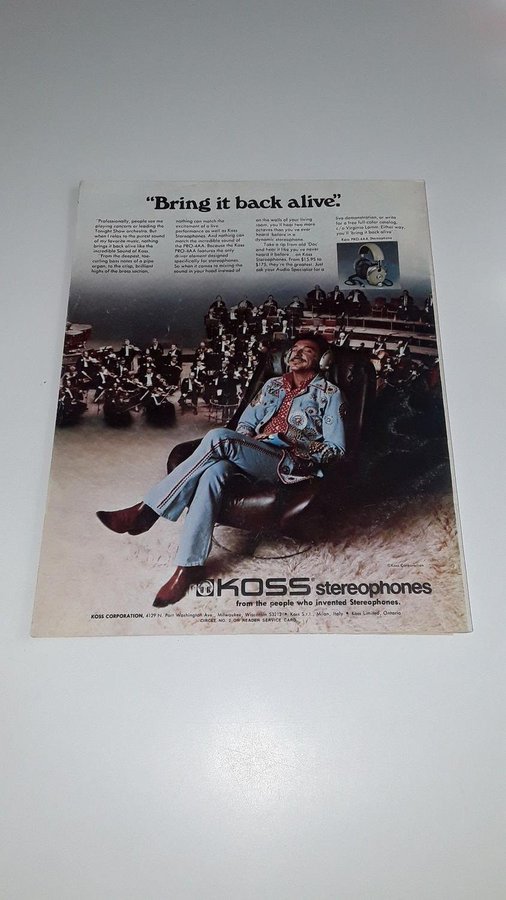 “Bring it back alive”.
"Professionally, people see me
playing concerts or leading the
Tonight Show orchestra. But
when I relax to the purest sound
of my favorite music, nothing
brings it back alive like the
incredible Sound of Koss.
"From the deepest, toe-
curling bass notes of a pipe
organ to the crisp, brilliant
highs of the brass section,
nothing can match the
excitement of a live
performance as well as Koss
Stereophones. And nothing can
match the incredible sound of
the PRO-4AA. Because the Koss
PRO-4AA features the first
driver element designed
specifically for stereophones.
So when it comes to mixing the
sound in your head instead of
on the walls of your living
room, you'll hear two more
octaves than you've ever
heard before in a
dynamic stereophone.
"Take a tip from old 'Doc'
and hear it like you've never
heard it before on Koss
Stereophones. From $15.95 to
$175, they're the greatest. Just
ask your Audio Specialist for a
live demonstration, or write
for a free full-color catalog,
c/o Virginia Lamm. Either way,
you'll 'Bring it back alive
Koss PRO-4AA Stereophone
©Koss Corporation
KOSS® stereophones
from the people who invented Stereophones.
KOSS CORPORATION, 4129 N. Port Washington Ave., Milwaukee, Wisconsin 53212 • Koss S.r.l., Milan, Italy • Koss Limited, Ontario
CIRCLE NO. 2 ON READER SERVICE CARD